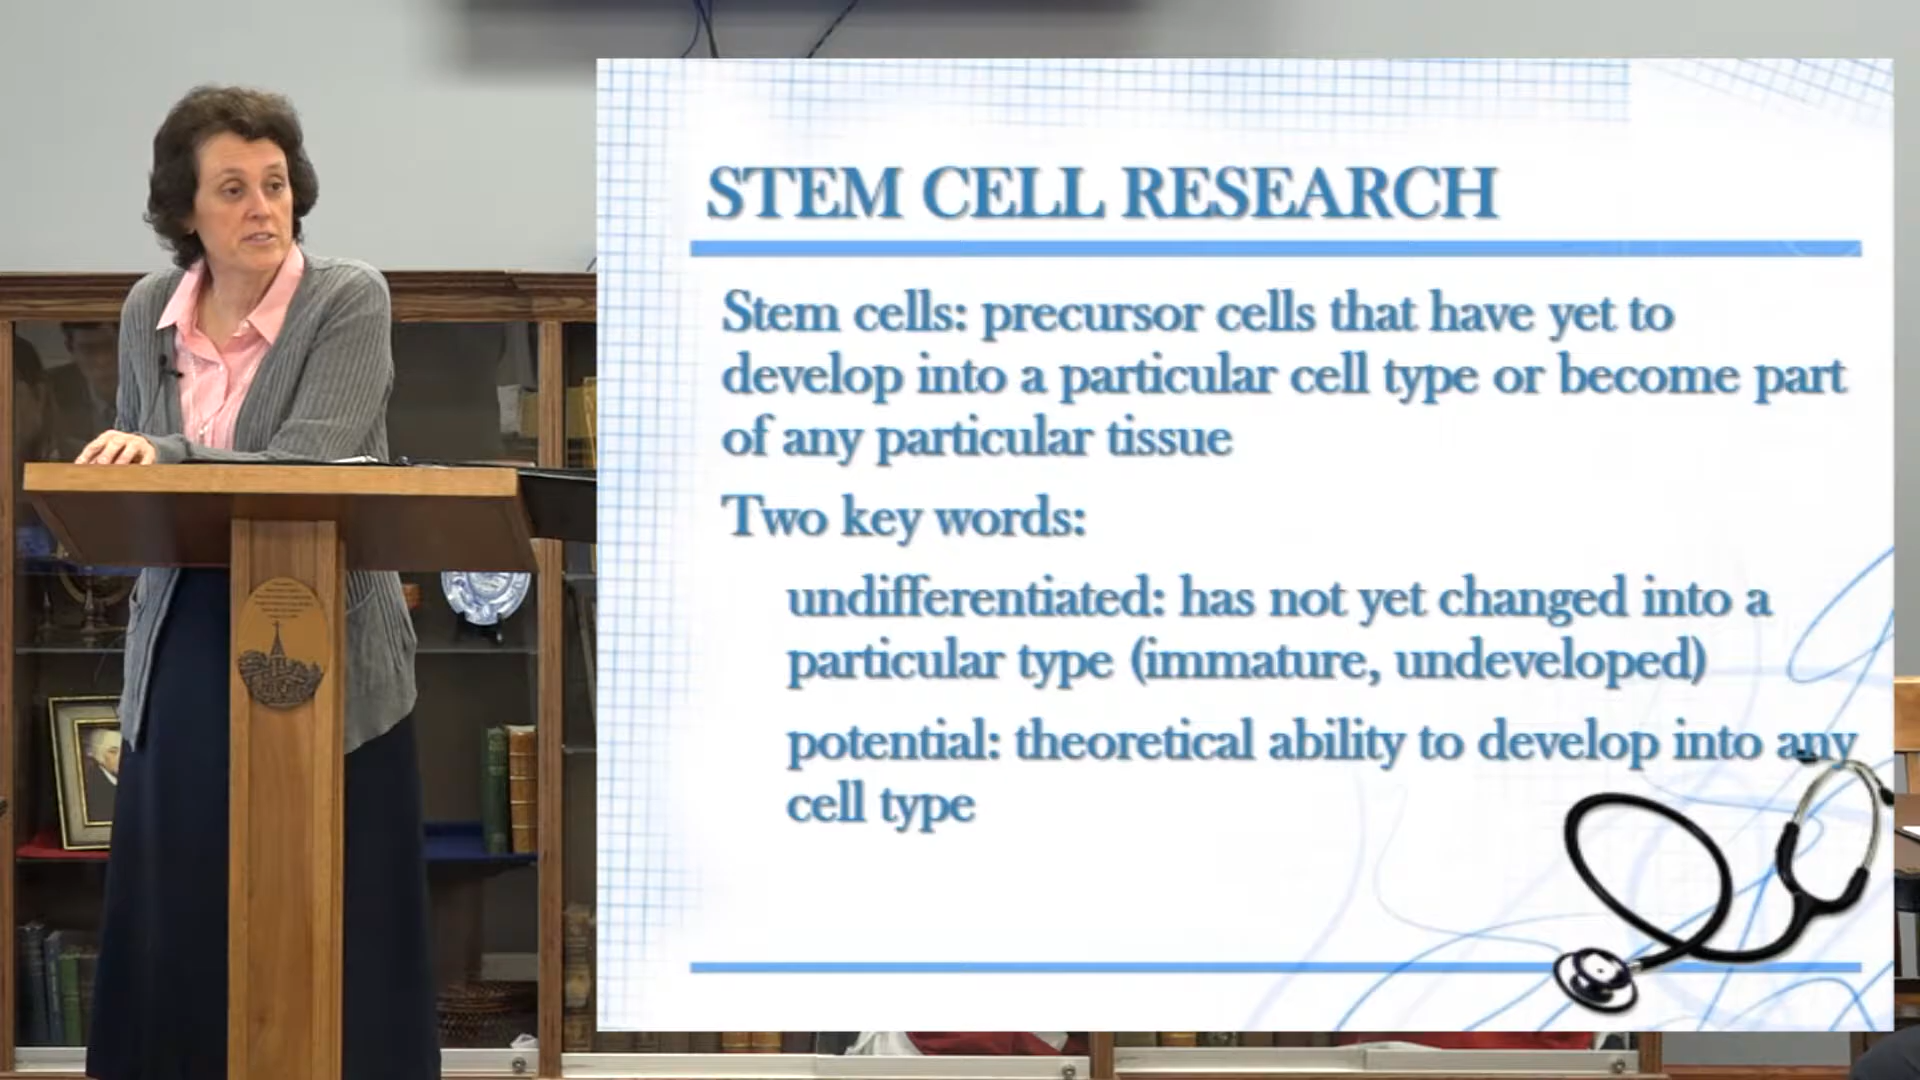 STEM CELL RESEARCH
Stem cells: precursor cells that have yet to
develop into a particular cell type or become part
of any particular tissue
Two key words:
undifferentiated: has not yet changed into a
particular type (immature, undeveloped)
potential: theoretical ability to develop into any
cell type